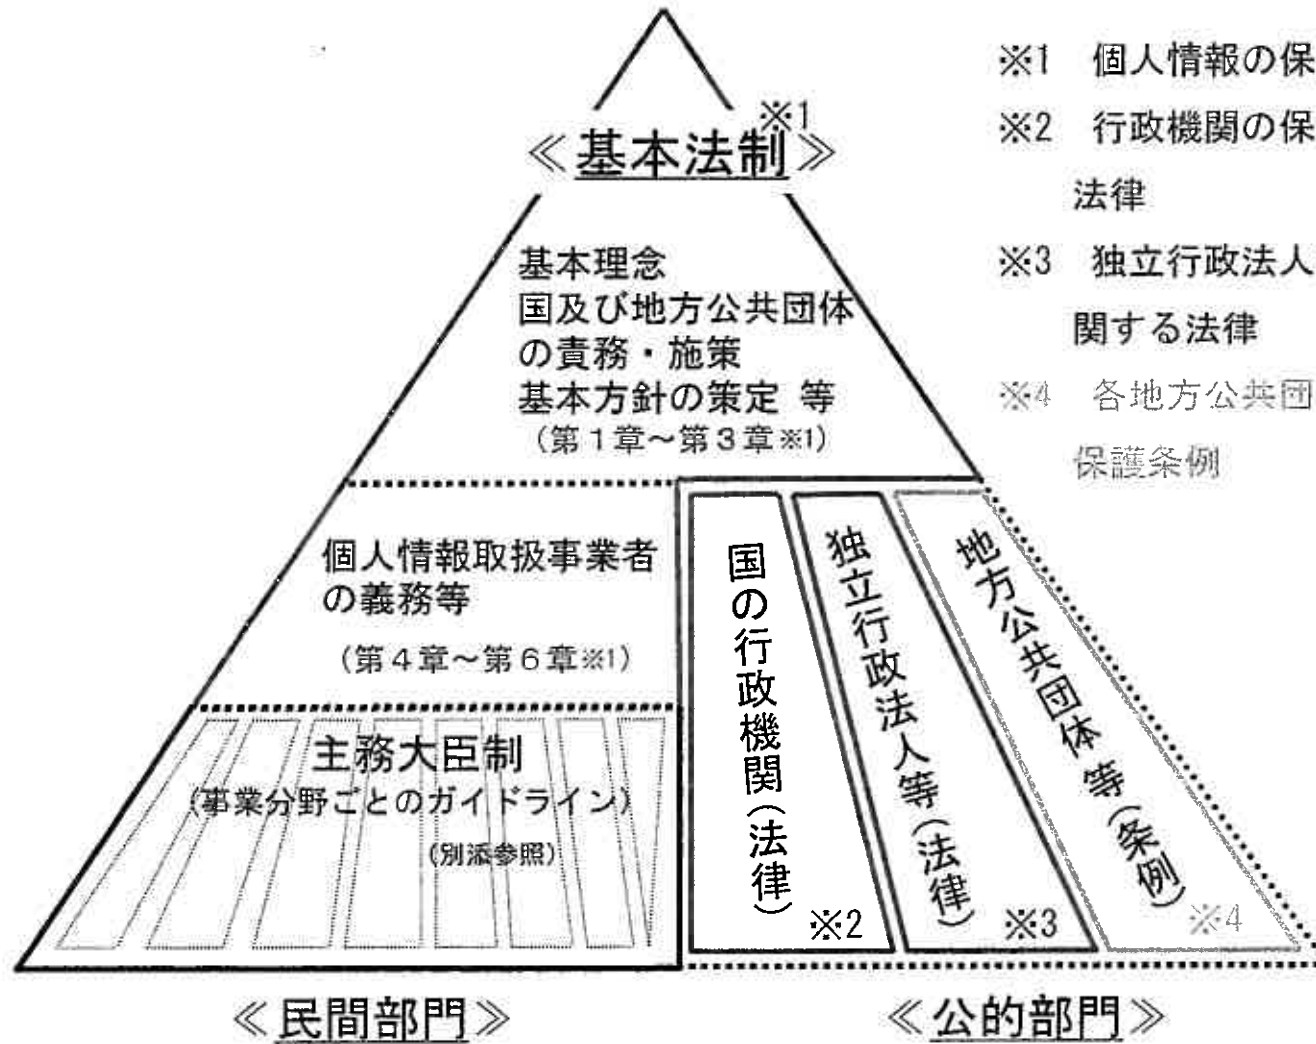 ※1 個人情報の保
※2 行政機関の保
法律
※3 独立行政法人
関する法律
※4 各地方公共団
保護条例
≪基本法制≫※1
基本理念
国及び地方公共団体
の責務・施策
基本方針の策定 等
(第1章～第3章※1)
個人情報取扱事業者
の義務等
(第4章～第6章※1)
主務大臣制
(事業分野ごとのガイドライン)
(別添参照)
国の行政機関(法律)
※2
独立行政法人等(法律)
※3
地方公共団体等(条例)
※4
≪民間部門≫
≪公的部門≫